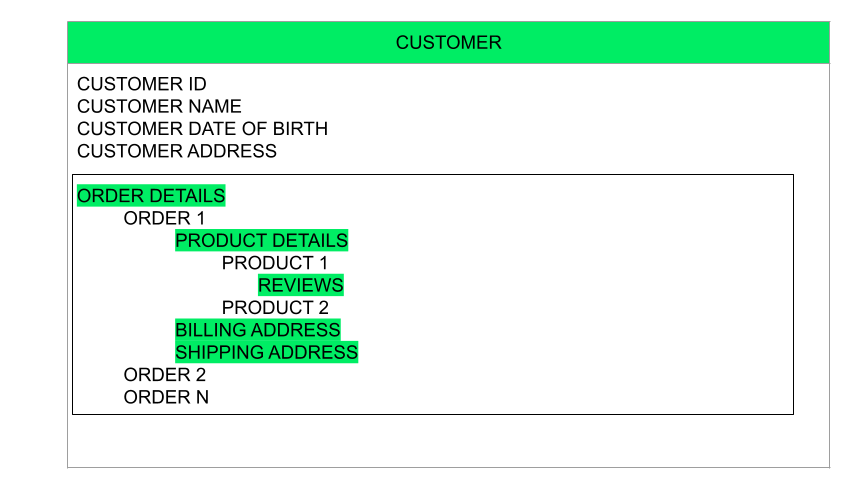 CUSTOMER
CUSTOMER ID
CUSTOMER NAME
CUSTOMER DATE OF BIRTH
CUSTOMER ADDRESS
ORDER DETAILS
ORDER 1
PRODUCT DETAILS
PRODUCT 1
REVIEWS
PRODUCT 2
BILLING ADDRESS
SHIPPING ADDRESS
ORDER 2
ORDER N